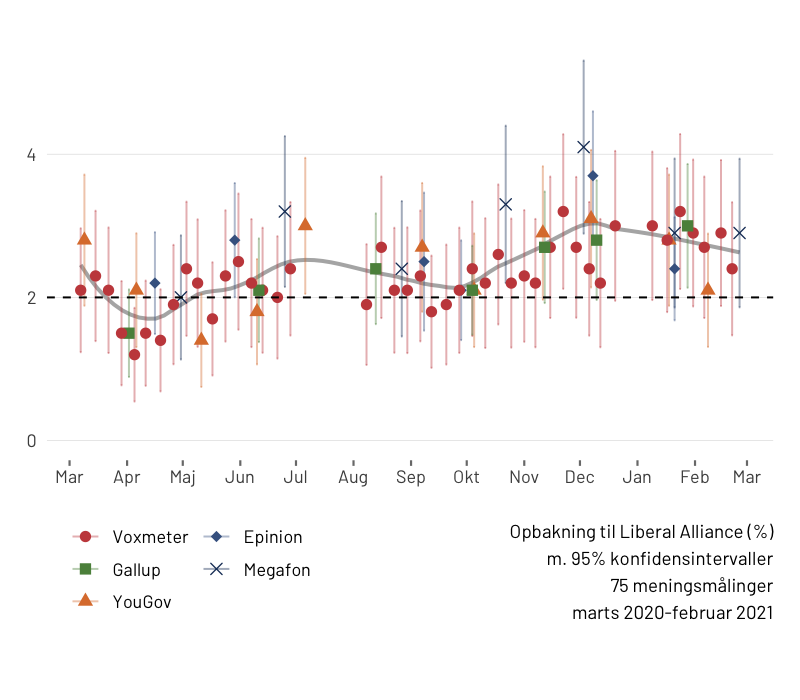 4
2
0
Mar Apr Maj Jun Jul Aug Sep Okt Nov Dec Jan Feb Mar
Voxmeter Epinion
Gallup Megafon
YouGov
Opbakning til Liberal Alliance (%)
m. 95% konfidensintervaller
75 meningsmålinger
marts 2020-februar 2021